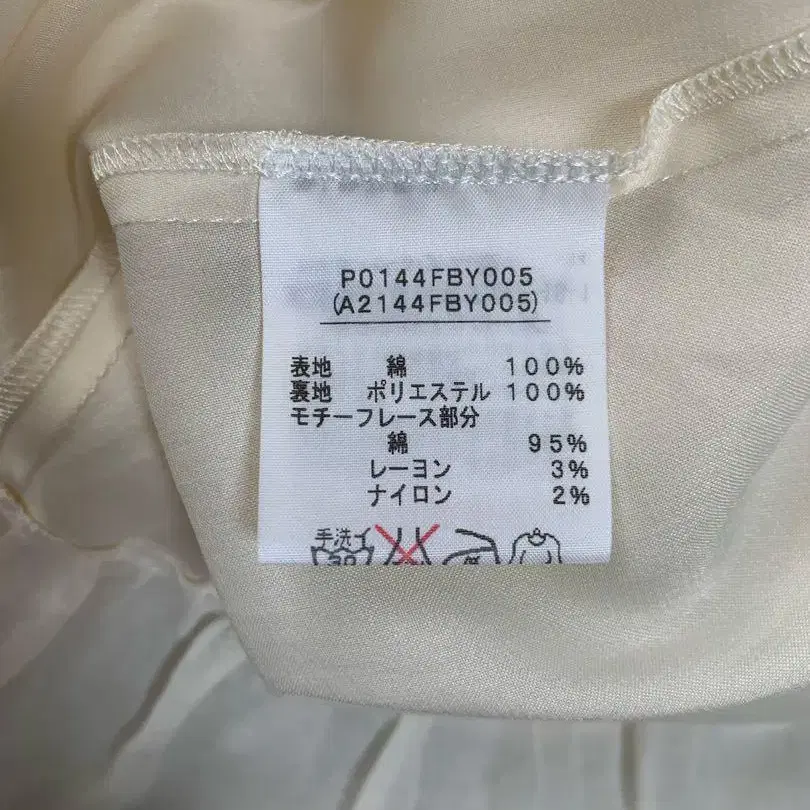 P0144FBY005
(A2144FBY005)
表地 綿 100%
裏地 ポリエステル 100%
モチーフレース部分
綿 95%
レーヨン 3%
ナイロン 2%
手洗イ
30